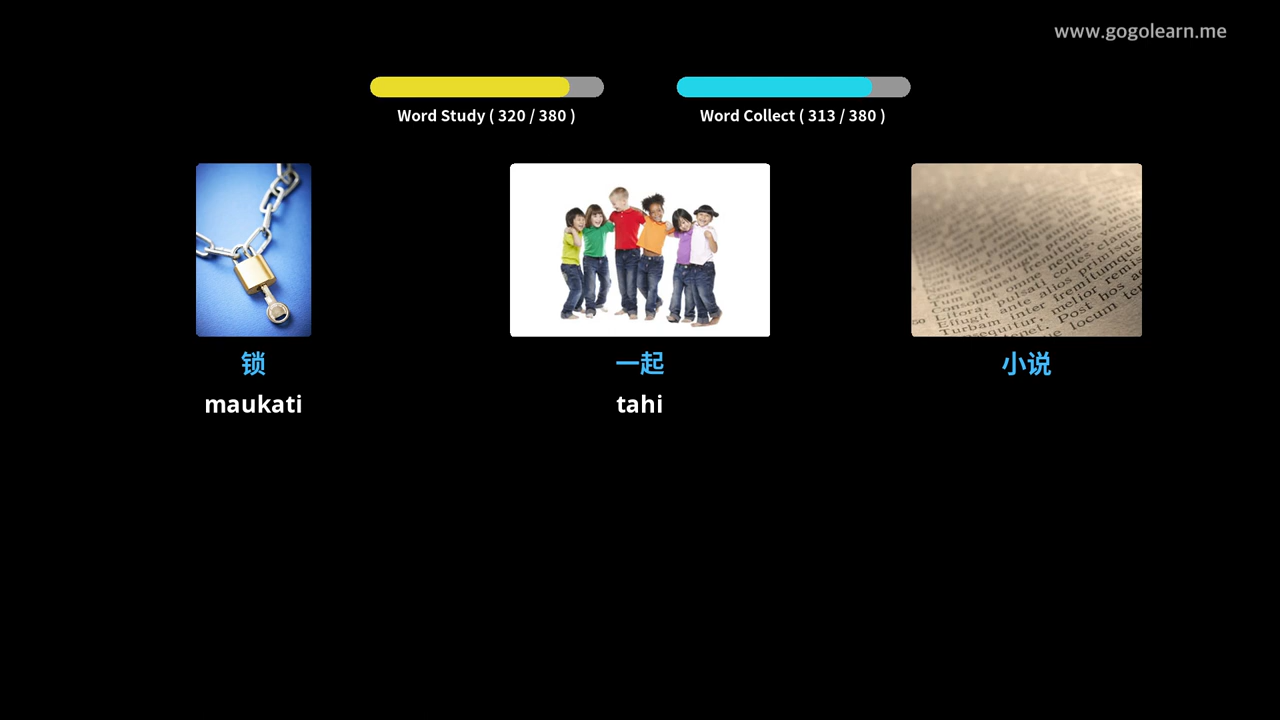 www.gogolearn.me
Word Study ( 320 / 380 )
Word Collect ( 313 / 380 )
锁
一起
小说
maukati
tahi